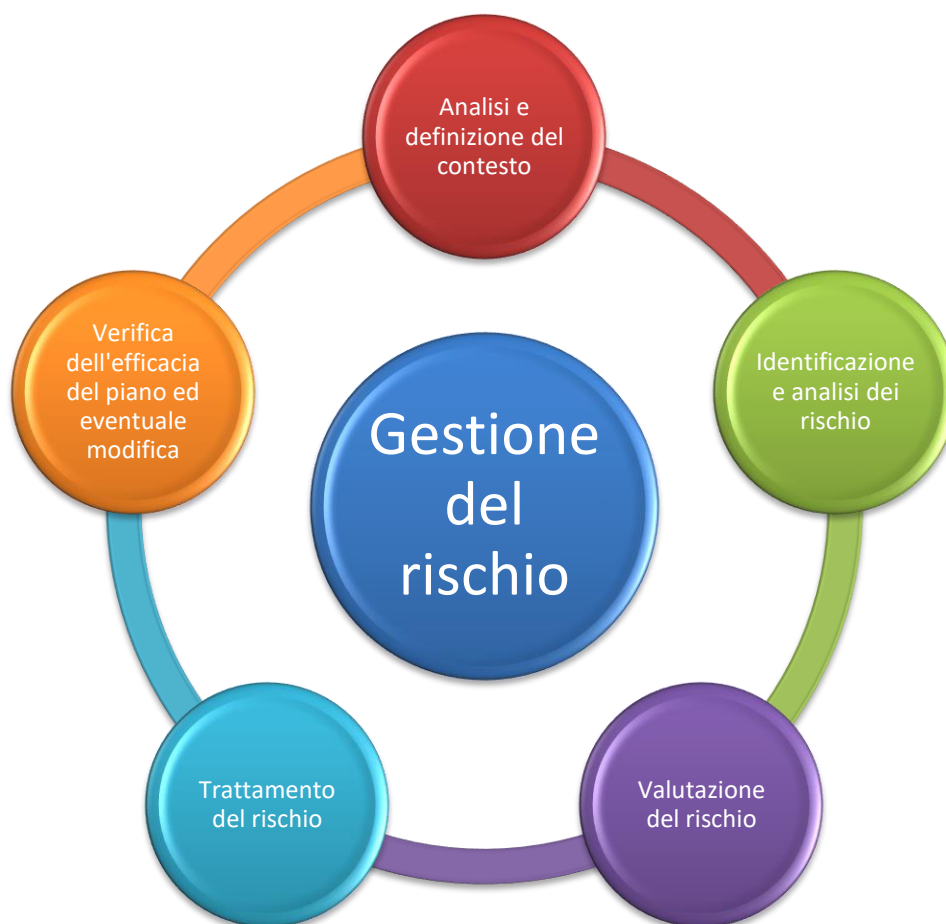 Analisi e
definizione del
contesto
Identificazione
e analisi dei
rischio
Valutazione
del rischio
Trattamento
del rischio
Verifica
dell'efficacia
del piano ed
eventuale
modifica
Gestione
del
rischio